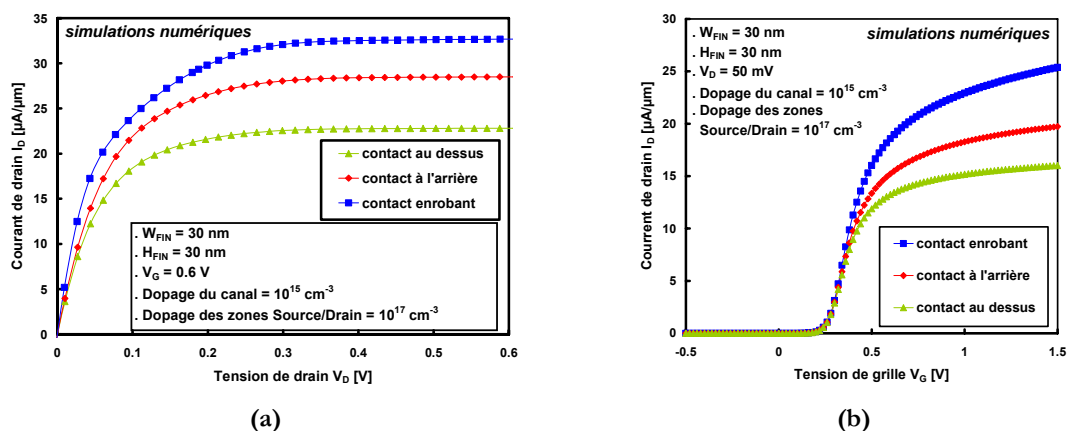 simulations numériques
35
30
25
20
15
10
5
0
Courant de drain I_D [µA/µm]
contact au dessus
contact à l'arrière
contact enrobant
. W_FIN = 30 nm
. H_FIN = 30 nm
. V_G = 0.6 V
. Dopage du canal = 10^15 cm^-3
. Dopage des zones Source/Drain = 10^17 cm^-3
0 0.1 0.2 0.3 0.4 0.5 0.6
Tension de drain V_D [V]
(a)
. W_FIN = 30 nm
simulations numériques
. H_FIN = 30 nm
. V_D = 50 mV
. Dopage du canal = 10^15 cm^-3
. Dopage des zones
Source/Drain = 10^17 cm^-3
30
25
20
15
10
5
0
Courrent de drain I_D [µA/µm]
contact enrobant
contact à l'arrière
contact au dessus
-0.5 0 0.5 1 1.5
Tension de grille V_G [V]
(b)